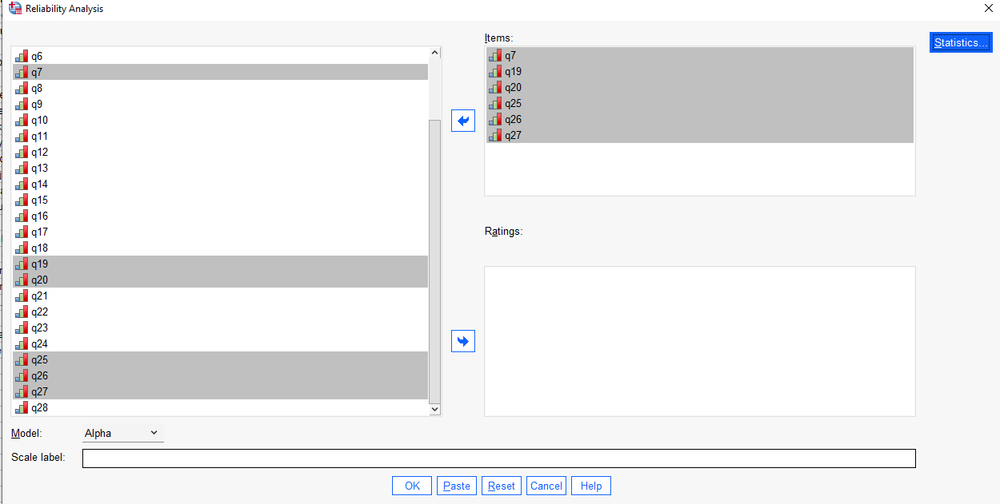 Reliability Analysis
q6
q7
q8
q9
q10
q11
q12
q13
q14
q15
q16
q17
q18
q19
q20
q21
q22
q23
q24
q25
q26
q27
q28
Items:
q7
q19
q20
q25
q26
q27
Ratings:
Statistics...
Model:
Alpha
Scale label:
OK
Paste
Reset
Cancel
Help